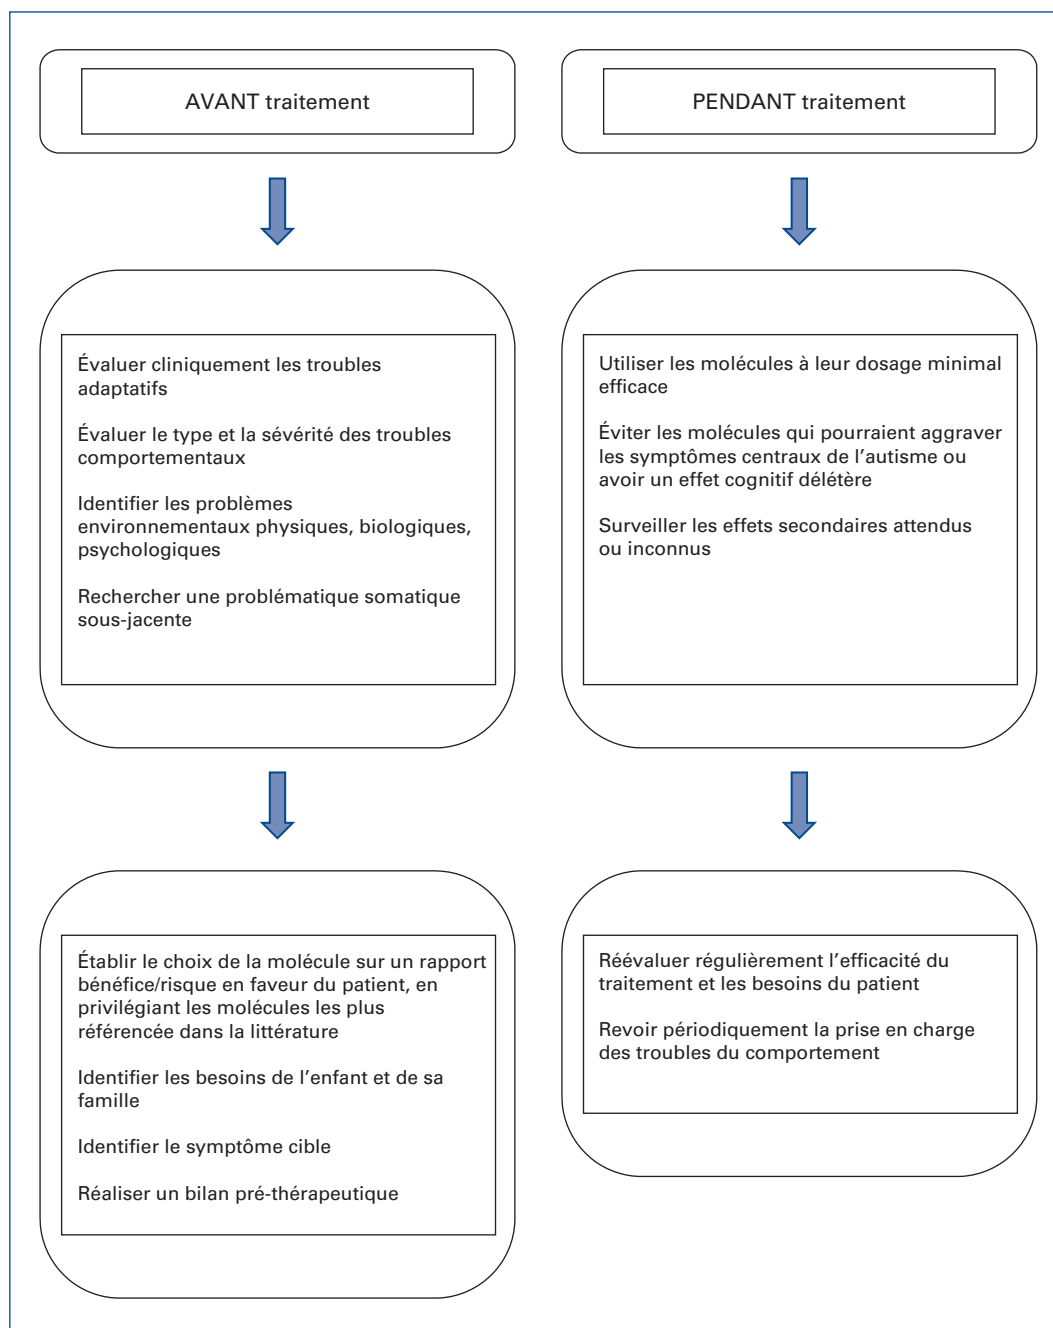 AVANT traitement
Évaluer cliniquement les troubles
adaptatifs
Évaluer le type et la sévérité des troubles
comportementaux
Identifier les problèmes
environnementaux physiques, biologiques,
psychologiques
Rechercher une problématique somatique
sous-jacente
Établir le choix de la molécule sur un rapport
bénéfice/risque en faveur du patient, en
privilégiant les molécules les plus
référencée dans la littérature
Identifier les besoins de l'enfant et de sa
famille
Identifier le symptôme cible
Réaliser un bilan pré-thérapeutique
PENDANT traitement
Utiliser les molécules à leur dosage minimal
efficace
Éviter les molécules qui pourraient aggraver
les symptômes centraux de l'autisme ou
avoir un effet cognitif délétère
Surveiller les effets secondaires attendus
ou inconnus
Réévaluer régulièrement l'efficacité du
traitement et les besoins du patient
Revoir périodiquement la prise en charge
des troubles du comportement